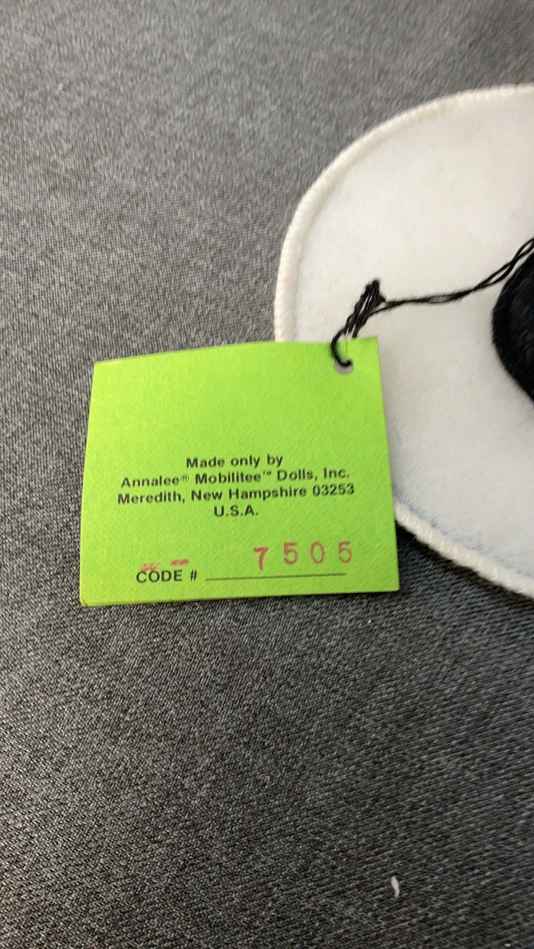 Made only by
Annalee® Mobilitee™ Dolls, Inc.
Meredith, New Hampshire 03253
U.S.A.
CODE # 7505